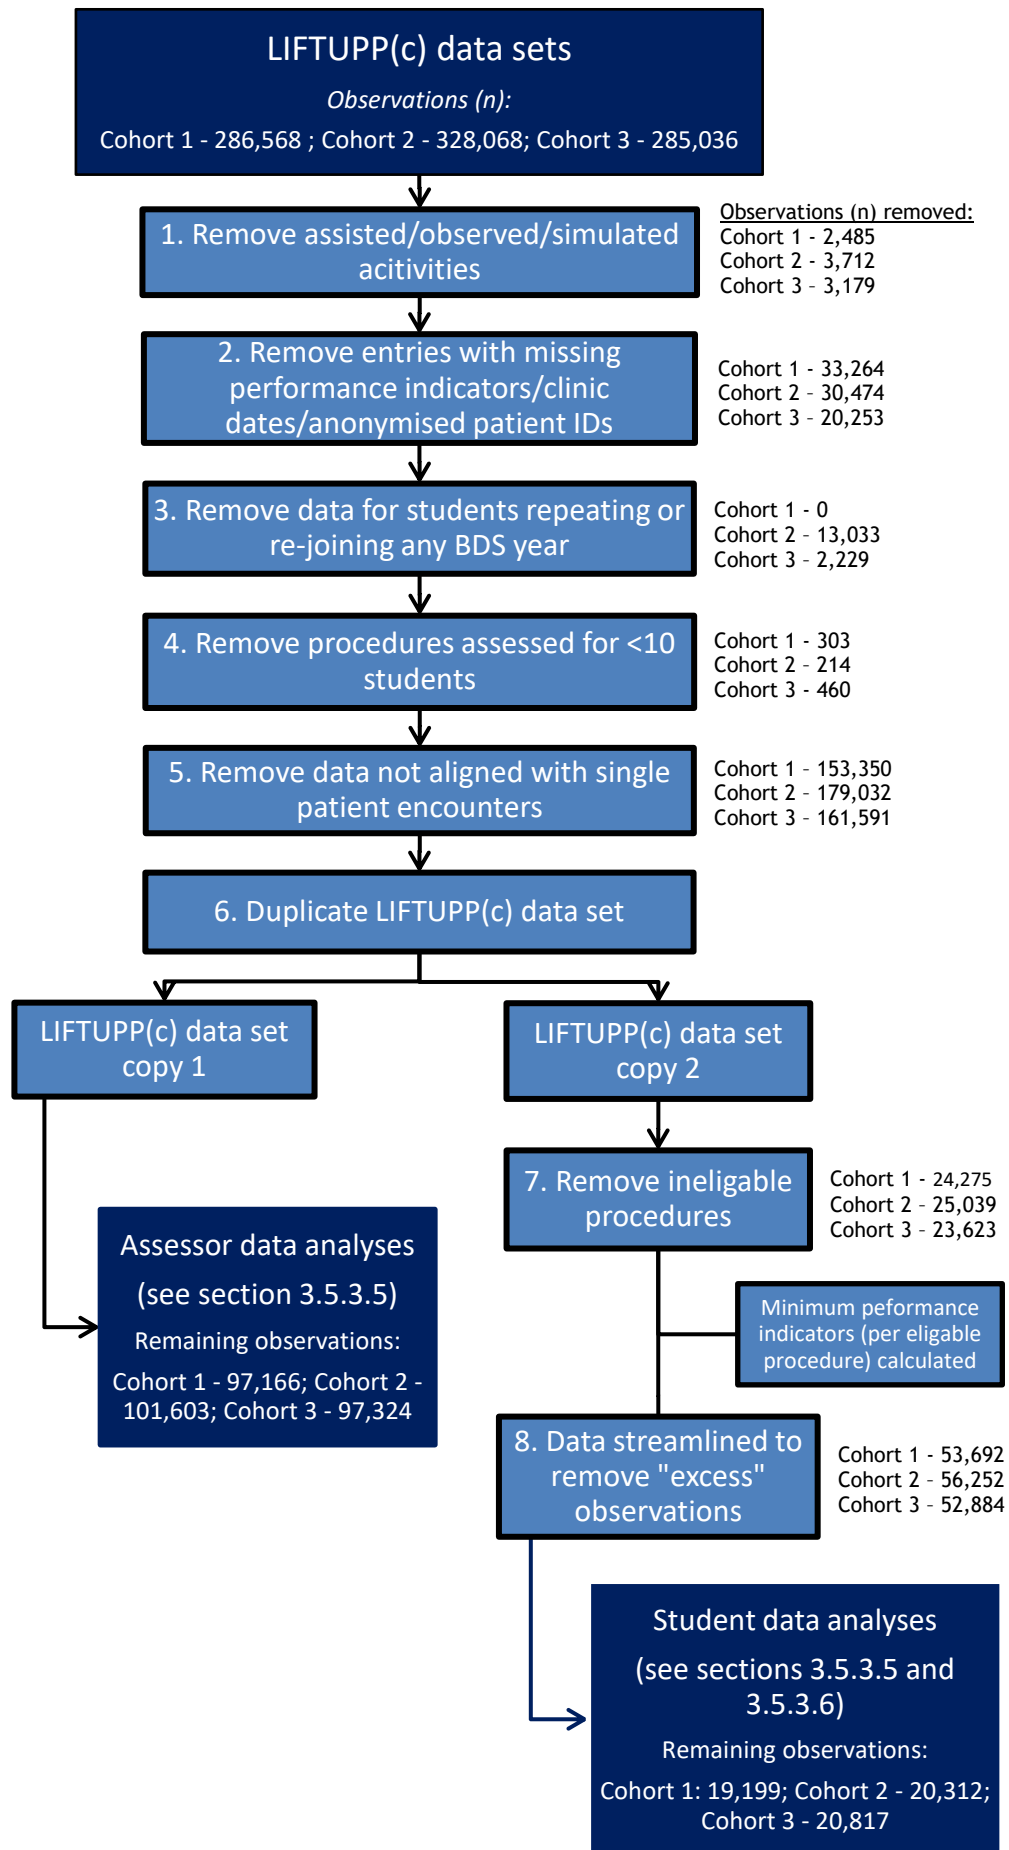 LIFTUPP(c) data sets
Observations (n):
Cohort 1 - 286,568 ; Cohort 2 - 328,068; Cohort 3 - 285,036
1. Remove assisted/observed/simulated
acitivities
Observations (n) removed:
Cohort 1 - 2,485
Cohort 2 - 3,712
Cohort 3 – 3,179
2. Remove entries with missing
performance indicators/clinic
dates/anonymised patient IDs
Cohort 1 - 33,264
Cohort 2 – 30,474
Cohort 3 - 20,253
3. Remove data for students repeating or
re-joining any BDS year
Cohort 1 - 0
Cohort 2 – 13,033
Cohort 3 – 2,229
4. Remove procedures assessed for <10
students
Cohort 1 - 303
Cohort 2 – 214
Cohort 3 - 460
5. Remove data not aligned with single
patient encounters
Cohort 1 – 153,350
Cohort 2 – 179,032
Cohort 3 – 161,591
6. Duplicate LIFTUPP(c) data set
LIFTUPP(c) data set
copy 1
LIFTUPP(c) data set
copy 2
7. Remove ineligable
procedures
Cohort 1 - 24,275
Cohort 2 – 25,039
Cohort 3 – 23,623
Assessor data analyses
(see section 3.5.3.5)
Remaining observations:
Cohort 1 - 97,166; Cohort 2 -
101,603; Cohort 3 - 97,324
Minimum peformance
indicators (per eligable
procedure) calculated
8. Data streamlined to
remove "excess"
observations
Cohort 1 - 53,692
Cohort 2 – 56,252
Cohort 3 – 52,884
Student data analyses
(see sections 3.5.3.5 and
3.5.3.6)
Remaining observations:
Cohort 1: 19,199; Cohort 2 - 20,312;
Cohort 3 - 20,817